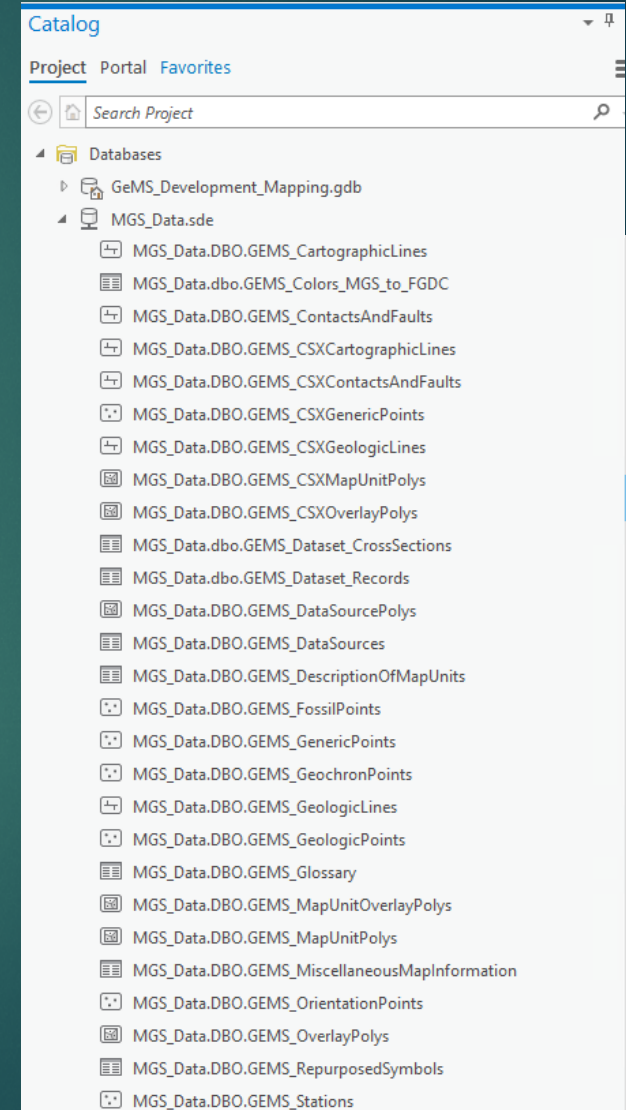 Catalog
Project Portal Favorites
Search Project
Databases
GeMS_Development_Mapping.gdb
MGS_Data.sde
MGS_Data.DBO.GEMS_CartographicLines
MGS_Data.dbo.GEMS_Colors_MGS_to_FGDC
MGS_Data.DBO.GEMS_ContactsAndFaults
MGS_Data.DBO.GEMS_CSXCartographicLines
MGS_Data.DBO.GEMS_CSXContactsAndFaults
MGS_Data.DBO.GEMS_CSXGenericPoints
MGS_Data.DBO.GEMS_CSXGeologicLines
MGS_Data.DBO.GEMS_CSXMapUnitPolys
MGS_Data.DBO.GEMS_CSXOverlayPolys
MGS_Data.dbo.GEMS_Dataset_CrossSections
MGS_Data.dbo.GEMS_Dataset_Records
MGS_Data.DBO.GEMS_DataSourcePolys
MGS_Data.DBO.GEMS_DataSources
MGS_Data.DBO.GEMS_DescriptionOfMapUnits
MGS_Data.DBO.GEMS_FossilPoints
MGS_Data.DBO.GEMS_GenericPoints
MGS_Data.DBO.GEMS_GeochronPoints
MGS_Data.DBO.GEMS_GeologicLines
MGS_Data.DBO.GEMS_GeologicPoints
MGS_Data.DBO.GEMS_Glossary
MGS_Data.DBO.GEMS_MapUnitOverlayPolys
MGS_Data.DBO.GEMS_MapUnitPolys
MGS_Data.DBO.GEMS_MiscellaneousMapInformation
MGS_Data.DBO.GEMS_OrientationPoints
MGS_Data.DBO.GEMS_OverlayPolys
MGS_Data.DBO.GEMS_RepurposedSymbols
MGS_Data.DBO.GEMS_Stations